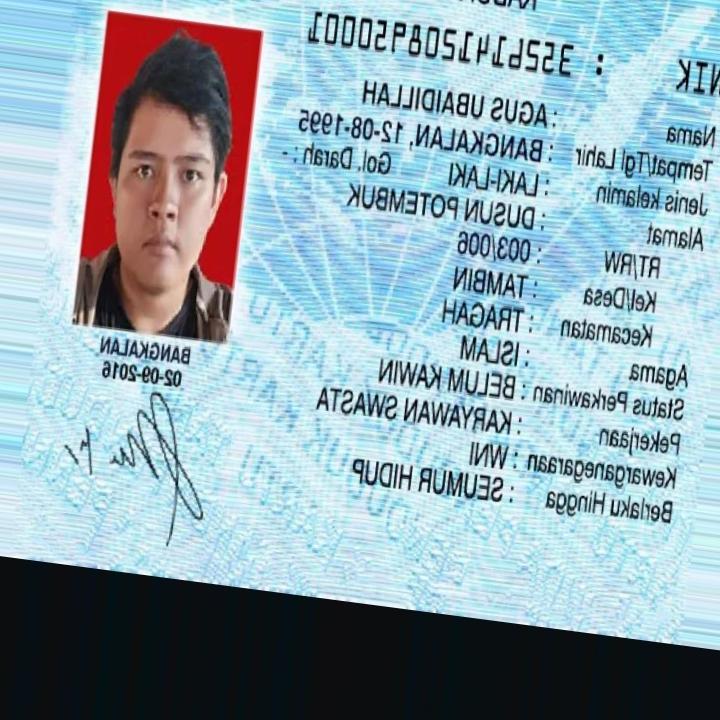 NIK : 3526141208950001
Nama : AGUS UBAIDILLAH
Tempat/Tgl Lahir : BANGKALAN, 12-08-1995
Jenis kelamin : LAKI-LAKI Gol. Darah : -
Alamat : DUSUN POTEMBUK
RT/RW : 003/006
Kel/Desa : TAMBIN
Kecamatan : TRAGAH
Agama : ISLAM
Status Perkawinan : BELUM KAWIN
Pekerjaan : KARYAWAN SWASTA
Kewarganegaraan : WNI
Berlaku Hingga : SEUMUR HIDUP
BANGKALAN
02-09-2016